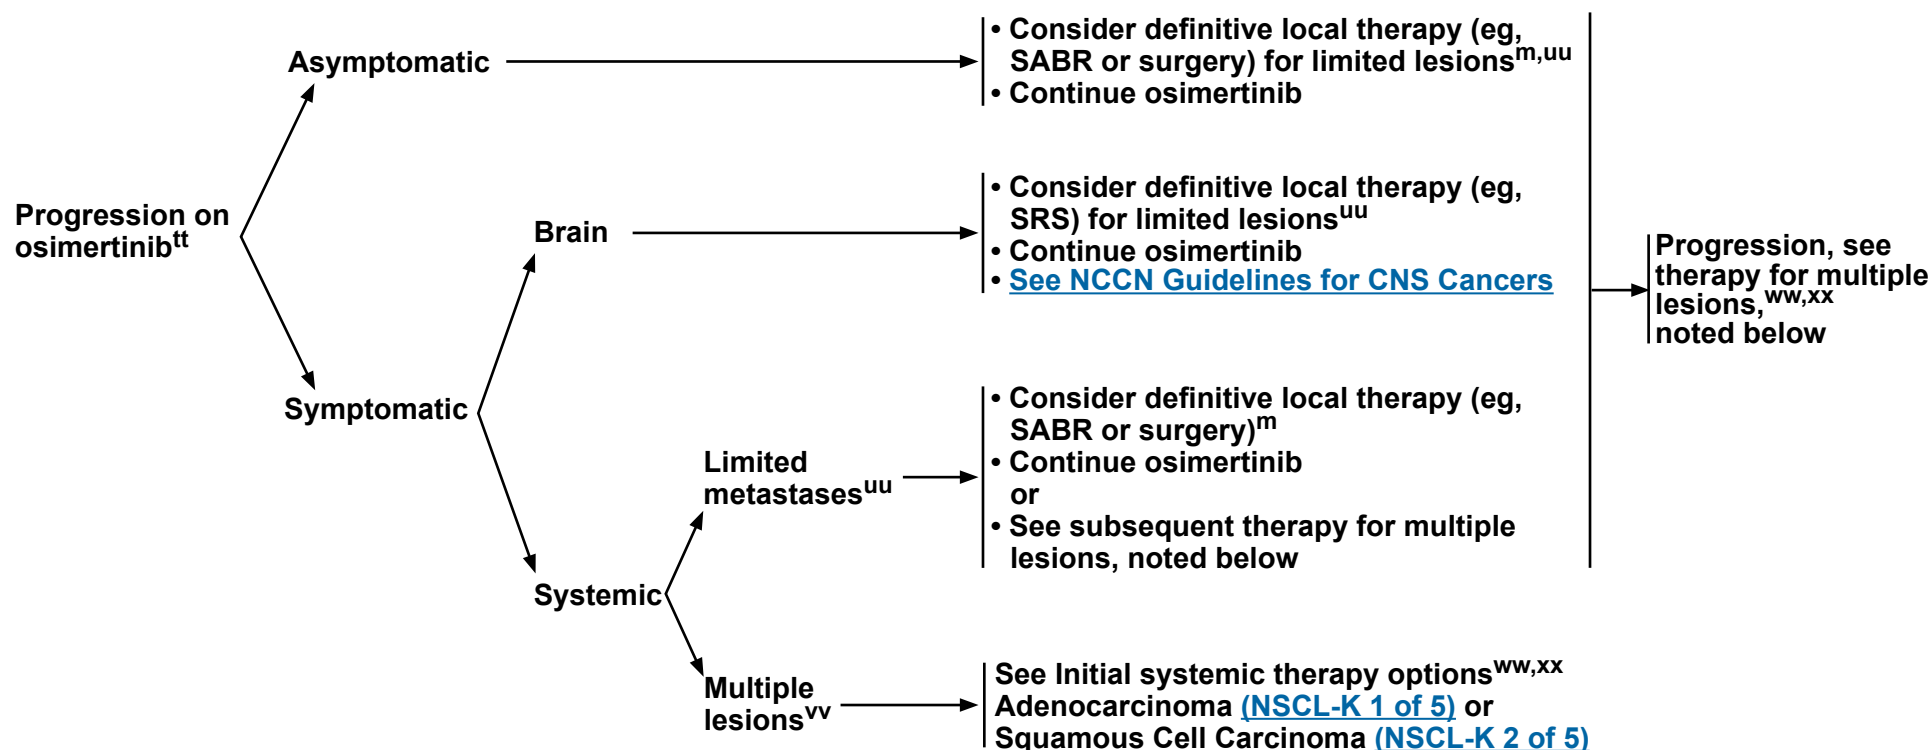 Asymptomatic
• Consider definitive local therapy (eg,
SABR or surgery) for limited lesionsm,uu
• Continue osimertinib
Progression on
osimertinibtt
Brain
• Consider definitive local therapy (eg,
SRS) for limited lesionsuu
• Continue osimertinib
• See NCCN Guidelines for CNS Cancers
Progression, see
therapy for multiple
lesions,ww,xx
noted below
Symptomatic
Limited
metastasesuu
• Consider definitive local therapy (eg,
SABR or surgery)m
• Continue osimertinib
or
• See subsequent therapy for multiple
lesions, noted below
Systemic
Multiple
lesionsvv
See Initial systemic therapy optionsww,xx
Adenocarcinoma (NSCL-K 1 of 5) or
Squamous Cell Carcinoma (NSCL-K 2 of 5)